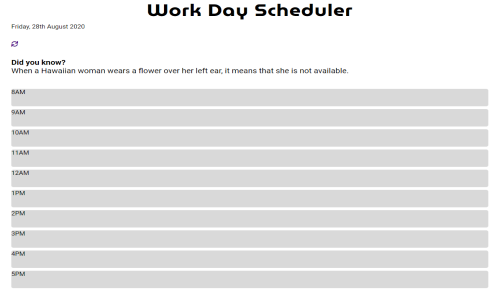 Work Day Scheduler
Friday, 28th August 2020
Did you know?
When a Hawaiian woman wears a flower over her left ear, it means that she is not available.
8AM
9AM
10AM
11AM
12AM
1PM
2PM
3PM
4PM
5PM